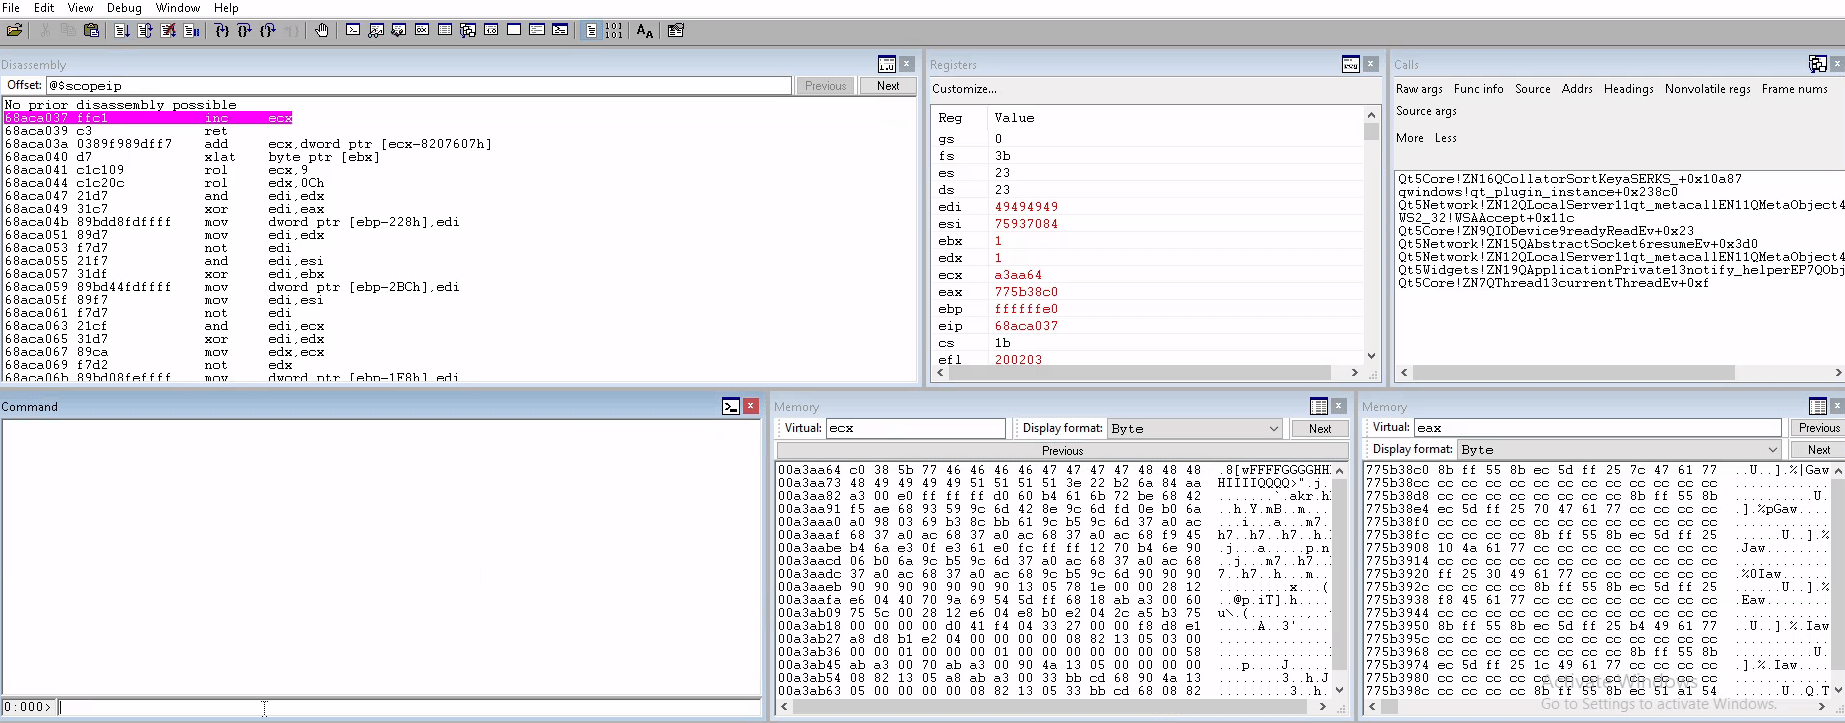 File Edit View Debug Window Help
Disassembly
Offset: @$scopeip Previous Next
No prior disassembly possible
68aca037 ffc1 inc ecx
68aca039 c3 ret
68aca03a 0389f989dff7 add ecx,dword ptr [ecx-8207607h]
68aca040 d7 xlat byte ptr [ebx]
68aca041 c1c109 rol ecx,9
68aca044 c1c20c rol edx,0Ch
68aca047 21d7 and edi,edx
68aca049 31c7 xor edi,eax
68aca04b 89bdd8fdffff mov dword ptr [ebp-228h],edi
68aca051 89d7 mov edi,edx
68aca053 f7d7 not edi
68aca055 21f7 and edi,esi
68aca057 31df xor edi,ebx
68aca059 89bd44fdffff mov dword ptr [ebp-2BCh],edi
68aca05f 89f7 mov edi,esi
68aca061 f7d7 not edi
68aca063 21cf and edi,ecx
68aca065 31d7 xor edi,edx
68aca067 89ca mov edx,ecx
68aca069 f7d2 not edx
68aca06b 89bd08feffff mov dword ptr [ebp-1F8h],edi
Registers
Customize...
Reg Value
gs 0
fs 3b
es 23
ds 23
edi 49494949
esi 75937084
ebx 1
edx 1
ecx a3aa64
eax 775b38c0
ebp ffffffe0
eip 68aca037
cs 1b
efl 200203
Calls
Raw args Func info Source Addrs Headings Nonvolatile regs Frame nums
Source args
More Less
Qt5Core!ZN16QCollatorSortKeyaSERKS_+0x10a87
qwindows!qt_plugin_instance+0x238c0
Qt5Network!ZN12QLocalServer11qt_metacallEN11QMetaObject4
WS2_32!WSAAccept+0x11c
Qt5Core!ZN9QIODevice9readyReadEv+0x23
Qt5Network!ZN15QAbstractSocket6resumeEv+0x3d0
Qt5Network!ZN12QLocalServer11qt_metacallEN11QMetaObject4
Qt5Widgets!ZN19QApplicationPrivate13notify_helperEP7QObj
Qt5Core!ZN7QThread13currentThreadEv+0xf
Command
0:000>
Memory
Virtual: ecx Display format: Byte Next
Previous
00a3aa64 c0 38 5b 77 46 46 46 46 47 47 47 47 48 48 48 .8[wFFFFGGGGHHH
00a3aa73 48 49 49 49 49 51 51 51 51 3e 22 b2 6a 84 aa HIIIIQQQQ>".j.
00a3aa82 a3 00 e0 ff ff ff d0 60 b4 61 6b 72 be 68 42 .......`.akr.h
00a3aa91 f5 ae 68 93 59 9c 6d 42 8e 9c 6d fd 0e b0 6a ..h.Y.mB..m...
00a3aaa0 a0 98 03 69 b3 8c bb 61 9c b5 9c 6d 37 a0 ac ...i...a...m7.
00a3aaaf 68 37 a0 ac 68 37 a0 ac 68 37 a0 ac 68 f9 45 h7..h7..h7..h.
00a3aabe b4 6a e3 0f e3 61 e0 fc ff ff 12 70 b4 6e 90 .j...a.....p.n
00a3aacd 06 b0 6a 9c b5 9c 6d 37 a0 ac 68 37 a0 ac 68 ..j...m7..h7..
00a3aadc 37 a0 ac 68 37 a0 ac 68 9c b5 9c 6d 90 90 90 7..h7..h...m..
00a3aaeb 90 90 90 90 90 90 90 13 05 78 1e 00 00 28 12 .........x...(
00a3aafa e6 04 40 70 9a 69 54 5d ff 68 18 ab a3 00 60 ..@p.iT].h....
00a3ab09 75 5c 00 28 12 e6 04 e8 b0 e2 04 2c a5 b3 75 u\.(.......,..
00a3ab18 00 00 00 00 d0 41 f4 04 33 27 00 00 f8 d8 e1 .....A..3'....
00a3ab27 a8 d8 b1 e2 04 00 00 00 00 08 82 13 05 03 00 ..............
00a3ab36 00 00 01 00 00 00 01 00 00 00 00 00 00 00 58 ..............
00a3ab45 ab a3 00 70 ab a3 00 90 4a 13 05 00 00 00 00 ...p....J.....
00a3ab54 08 82 13 05 a8 ab a3 00 33 bb cd 68 90 4a 13 ........3..h.J
00a3ab63 05 00 00 00 00 08 82 13 05 33 bb cd 68 08 82 .........3..h.
Memory
Virtual: eax Previous
Display format: Byte Next
775b38c0 8b ff 55 8b ec 5d ff 25 7c 47 61 77 ..U..].%|Gaw
775b38cc cc cc cc cc cc cc cc cc cc cc cc cc ............
775b38d8 cc cc cc cc cc cc cc cc 8b ff 55 8b ..........U.
775b38e4 ec 5d ff 25 70 47 61 77 cc cc cc cc .].%pGaw....
775b38f0 cc cc cc cc cc cc cc cc cc cc cc cc ............
775b38fc cc cc cc cc 8b ff 55 8b ec 5d ff 25 ......U..].%
775b3908 10 4a 61 77 cc cc cc cc cc cc cc cc .Jaw........
775b3914 cc cc cc cc cc cc cc cc cc cc cc cc ............
775b3920 ff 25 30 49 61 77 cc cc cc cc cc cc .%0Iaw......
775b392c cc cc cc cc 8b ff 55 8b ec 5d ff 25 ......U..].%
775b3938 f8 45 61 77 cc cc cc cc cc cc cc cc .Eaw........
775b3944 cc cc cc cc cc cc cc cc cc cc cc cc ............
775b3950 8b ff 55 8b ec 5d ff 25 b4 49 61 77 ..U..].%.Iaw
775b395c cc cc cc cc cc cc cc cc cc cc cc cc ............
775b3968 cc cc cc cc cc cc cc cc 8b ff 55 8b ..........U.
775b3974 ec 5d ff 25 1c 49 61 77 cc cc cc cc .].%.Iaw....
775b3980 cc cc cc cc cc cc cc cc cc cc cc cc ............
775b398c cc cc cc cc 8b ff 55 8b ec 51 a1 54 ......U..Q.T
Activate Windows
Go to Settings to activate Windows.